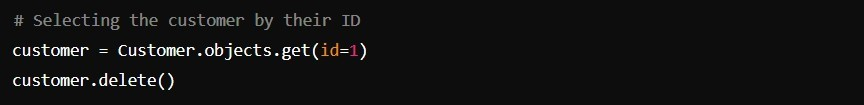 # Selecting the customer by their ID
customer = Customer.objects.get(id=1)
customer.delete()